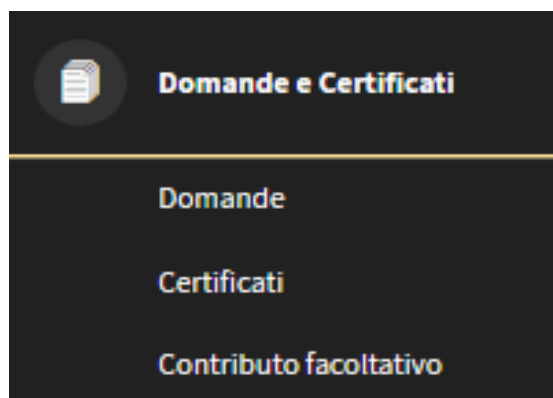 Domande e Certificati
Domande
Certificati
Contributo facoltativo